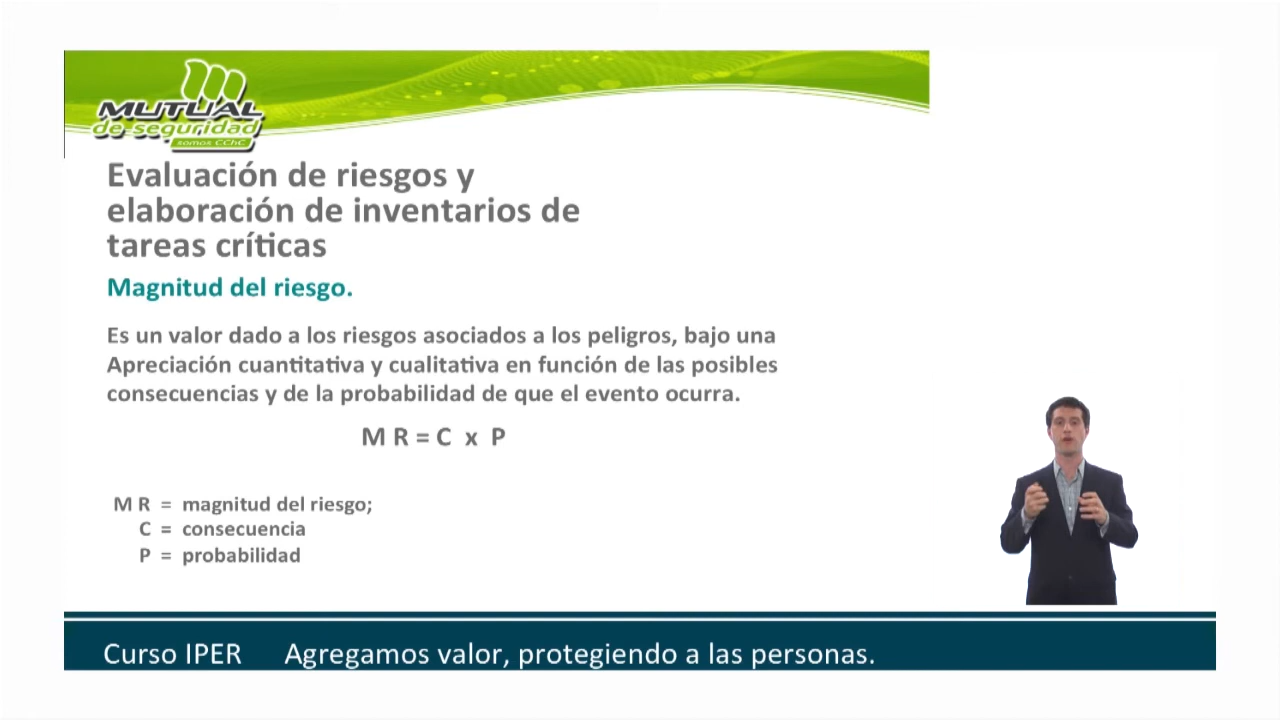 MUTUAL
de seguridad
somos CChC
Evaluación de riesgos y
elaboración de inventarios de
tareas críticas
Magnitud del riesgo.
Es un valor dado a los riesgos asociados a los peligros, bajo una
Apreciación cuantitativa y cualitativa en función de las posibles
consecuencias y de la probabilidad de que el evento ocurra.
M R = C x P
M R = magnitud del riesgo;
C = consecuencia
P = probabilidad
Curso IPER Agregamos valor, protegiendo a las personas.